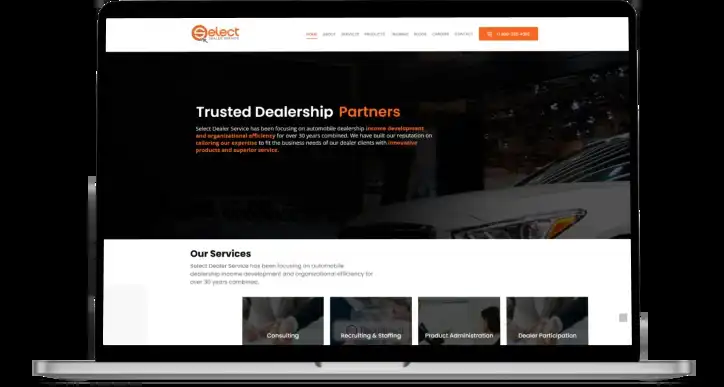 Select
DEALER SERVICE
HOME ABOUT SERVICES PRODUCTS TRAINING BLOGS CAREERS CONTACT
Trusted Dealership Partners
Select Dealer Service has been focusing on automobile dealership income development
and organizational efficiency for over 30 years combined. We have built our reputation on
tailoring our expertise to fit the business needs of our dealer clients with innovative
products and superior service.
Our Services
Select Dealer Service has been focusing on automobile
dealership income development and organizational efficiency for
over 30 years combined.
Consulting Recruiting & Staffing Product Administration Dealer Participation